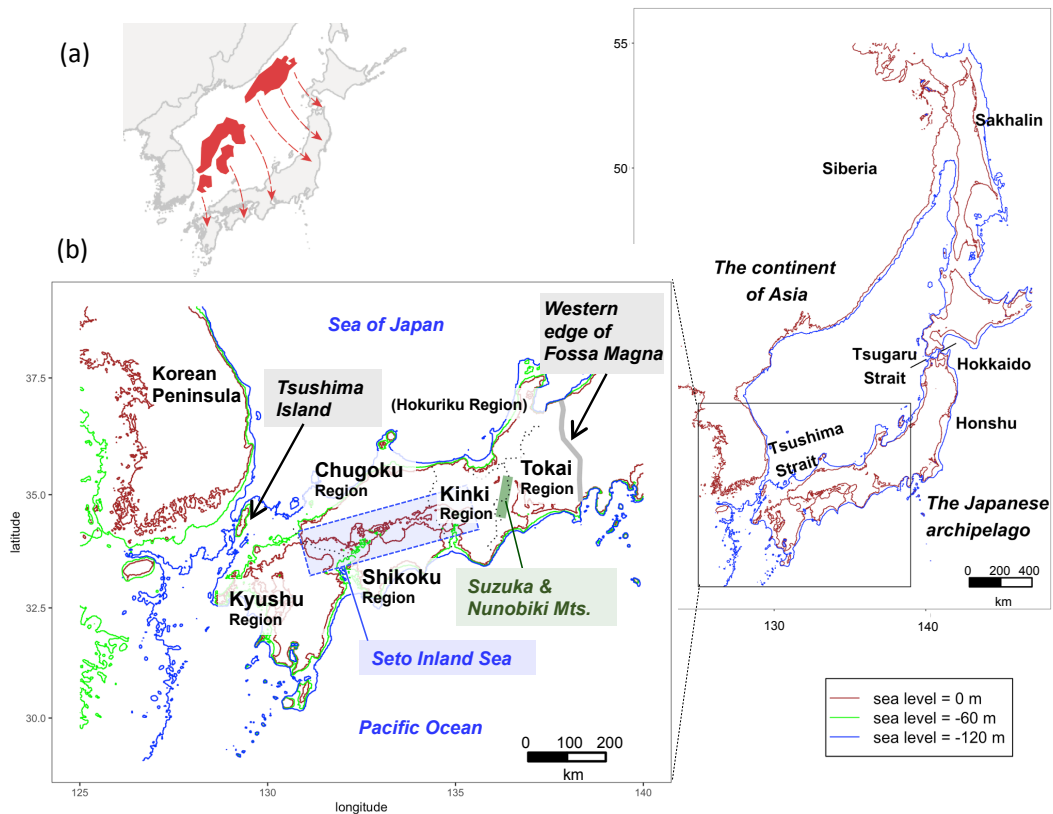 (a)
(b)
55
50
Sakhalin
Siberia
The continent
of Asia
Tsugaru
Strait
Hokkaido
Honshu
Tsushima
Strait
The Japanese
archipelago
0 200 400
km
130
140
Sea of Japan
Western
edge of
Fossa Magna
Korean
Peninsula
Tsushima
Island
(Hokuriku Region)
Chugoku
Region
Kinki
Region
Tokai
Region
Shikoku
Region
Kyushu
Region
Suzuka &
Nunobiki Mts.
Seto Inland Sea
Pacific Ocean
0 100 200
km
37.5
35.0
32.5
30.0
latitude
125
130
135
140
longitude
sea level = 0 m
sea level = -60 m
sea level = -120 m